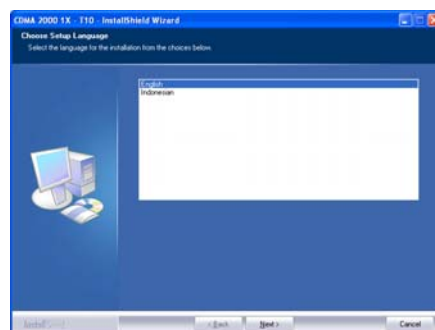 CDMA 2000 1X - T10 - InstallShield Wizard
Choose Setup Language
Select the language for the installation from the choices below.
English
Indonesian
InstallShield
< Back
Next >
Cancel